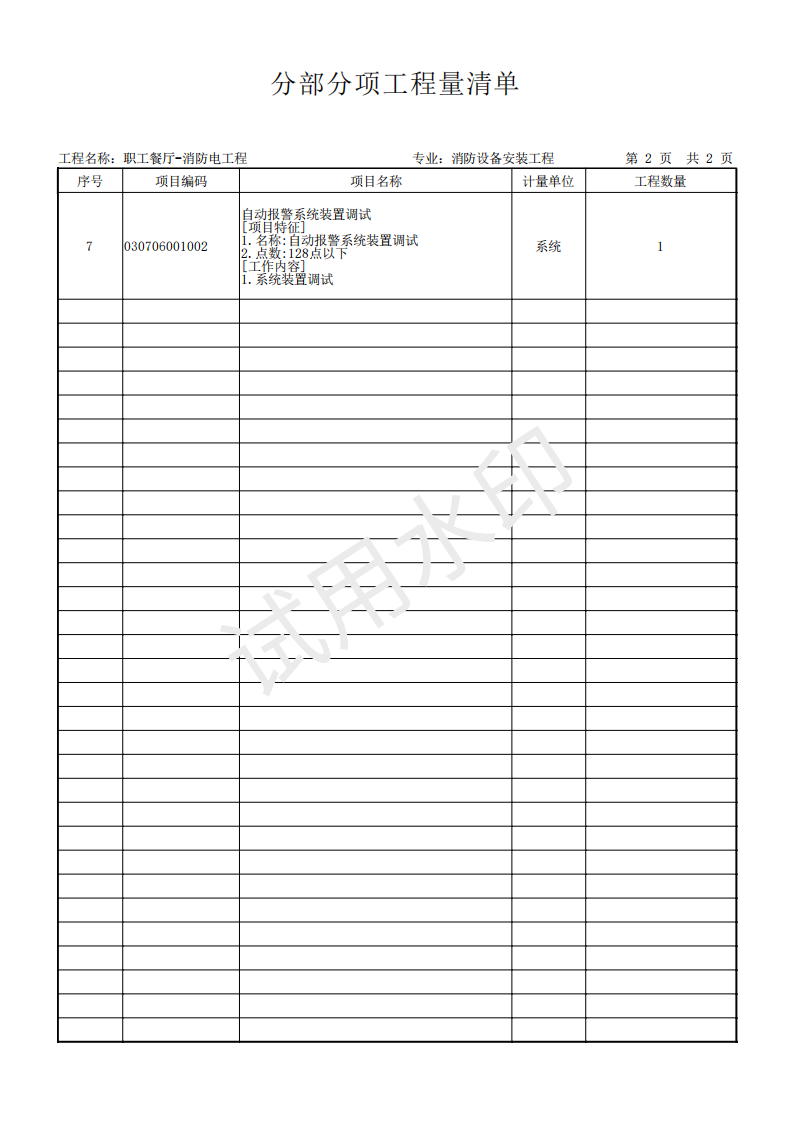 分部分项工程量清单
工程名称：职工餐厅-消防电工程 专业：消防设备安装工程 第 2 页 共 2 页
序号 项目编码 项目名称 计量单位 工程数量
7 030706001002 自动报警系统装置调试 系统 1
[项目特征]
1.名称:自动报警系统装置调试
2.点数:128点以下
[工作内容]
1.系统装置调试
试用水印